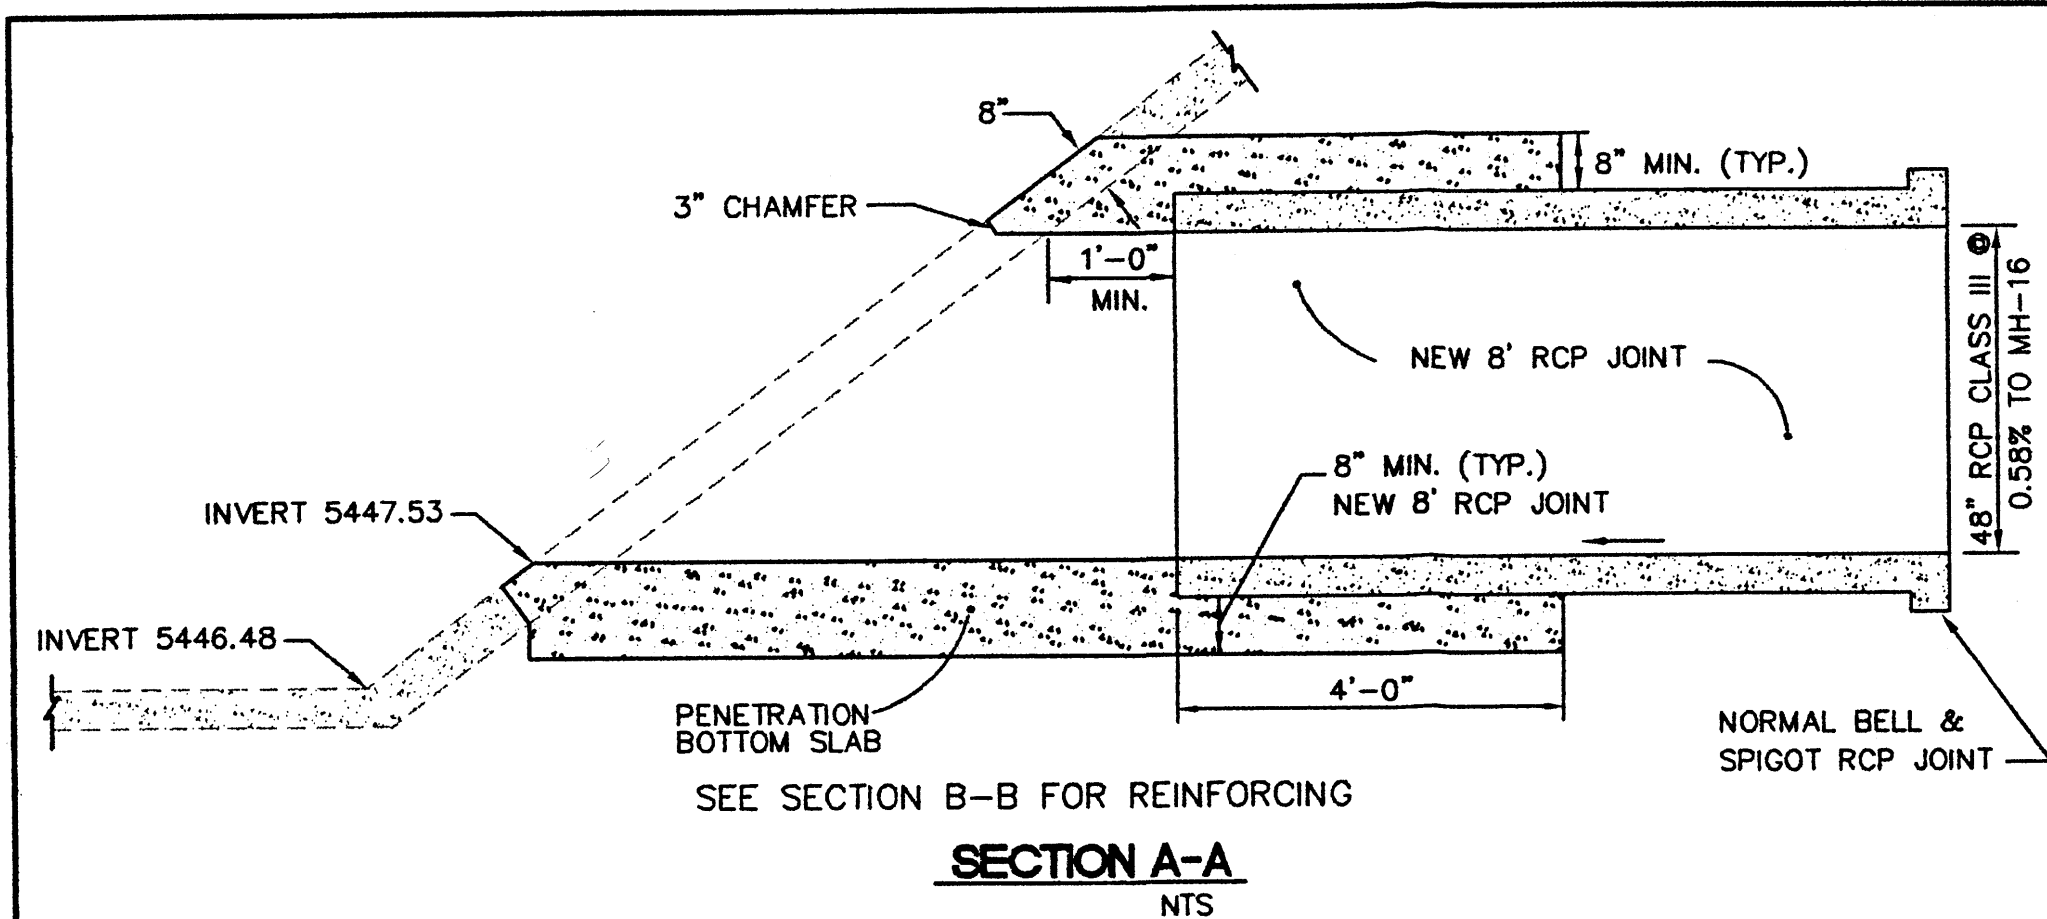 8"
8" MIN. (TYP.)
3" CHAMFER
1'-0"
MIN.
48" RCP CLASS III @
0.58% TO MH-16
NEW 8' RCP JOINT
8" MIN. (TYP.)
NEW 8' RCP JOINT
INVERT 5447.53
INVERT 5446.48
4'-0"
PENETRATION
BOTTOM SLAB
NORMAL BELL &
SPIGOT RCP JOINT
SEE SECTION B-B FOR REINFORCING
SECTION A-A
NTS